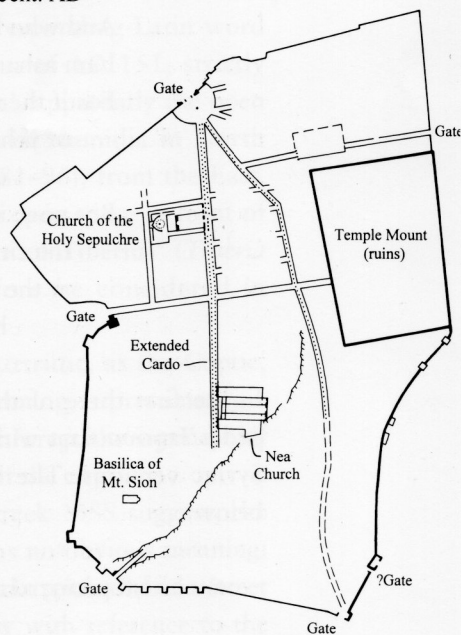 cent. AD
Gate
Gate
Church of the
Holy Sepulchre
Temple Mount
(ruins)
Gate
Extended
Cardo
Nea
Church
Basilica of
Mt. Sion
Gate
?Gate
Gate